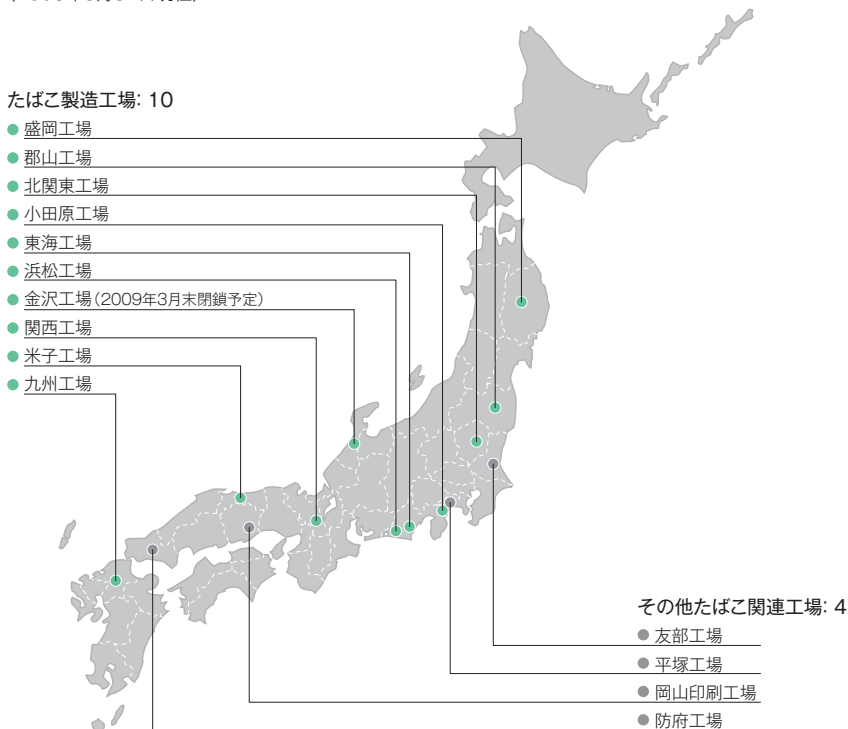 たばこ製造工場: 10
盛岡工場
郡山工場
北関東工場
小田原工場
東海工場
浜松工場
金沢工場(2009年3月末閉鎖予定)
関西工場
米子工場
九州工場
その他たばこ関連工場: 4
友部工場
平塚工場
岡山印刷工場
防府工場